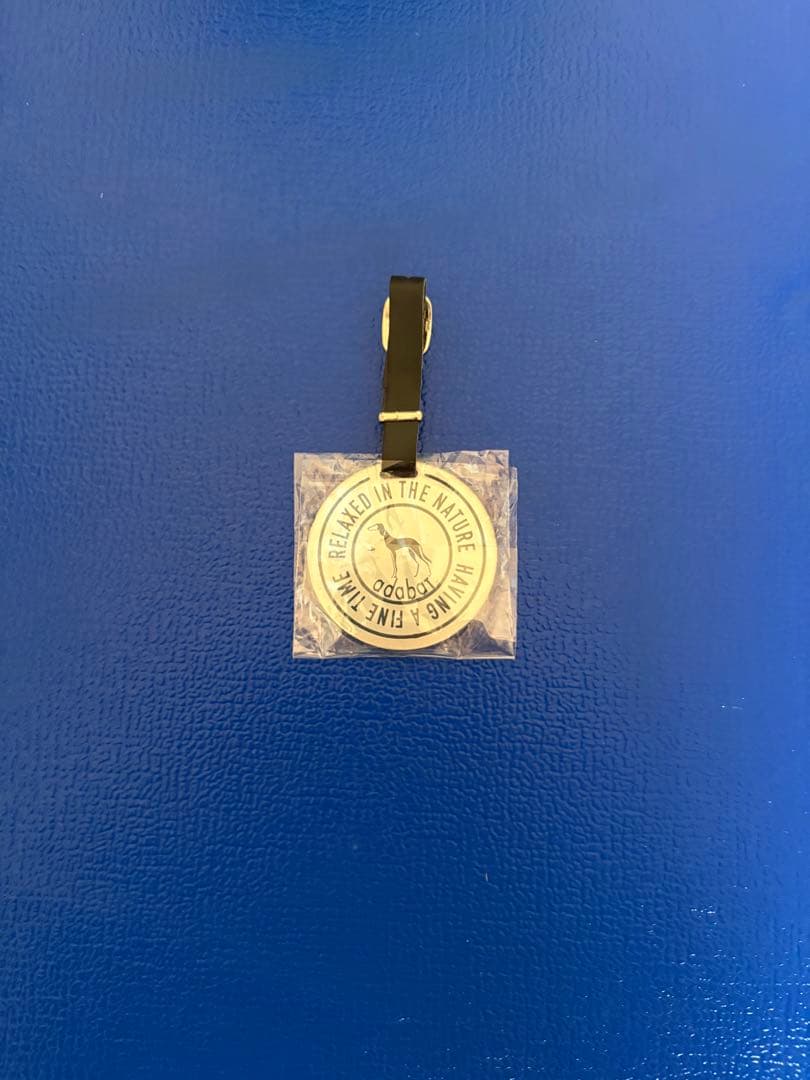 RELAXED IN THE NATURE HAVING A FINE TIME
adabat